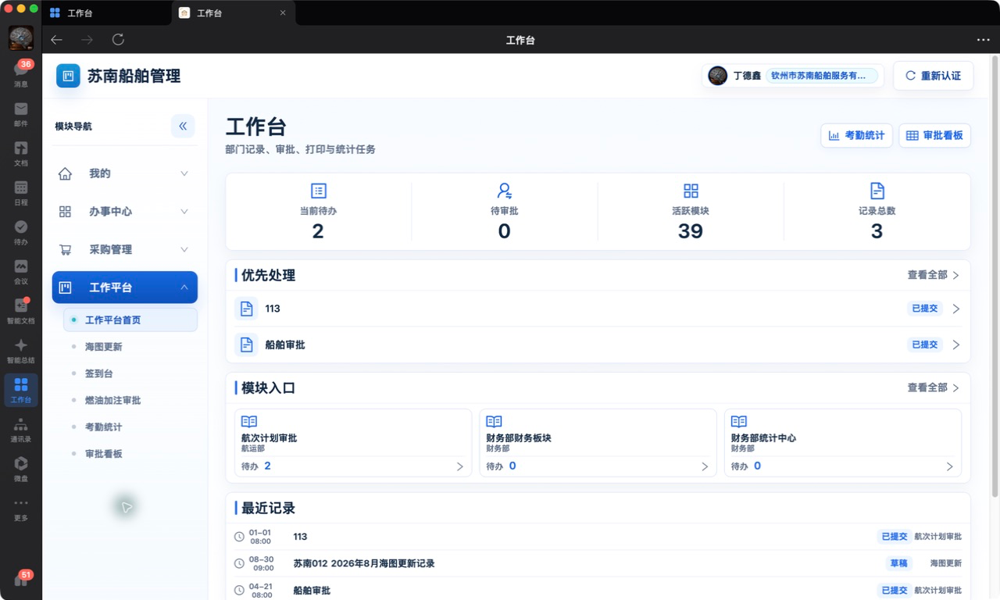 工作台
工作台
工作台
36
消息
邮件
文档
日程
待办
会议
智能文档
智能总结
工作台
通讯录
微盘
更多
51
苏南船舶管理
丁德鑫
钦州市苏南船舶服务有...
重新认证
模块导航
我的
办事中心
采购管理
工作平台
工作平台首页
海图更新
签到台
燃油加注审批
考勤统计
审批看板
工作台
部门记录、审批、打印与统计任务
考勤统计
审批看板
当前待办
2
待审批
0
活跃模块
39
记录总数
3
优先处理
查看全部
113
已提交
船舶审批
已提交
模块入口
查看全部
航次计划审批
航运部
待办 2
财务部财务板块
财务部
待办 0
财务部统计中心
财务部
待办 0
最近记录
01-01
08:00
113
已提交
航次计划审批
08-30
09:00
苏南012 2026年8月海图更新记录
草稿
海图更新
04-21
08:00
船舶审批
已提交
航次计划审批